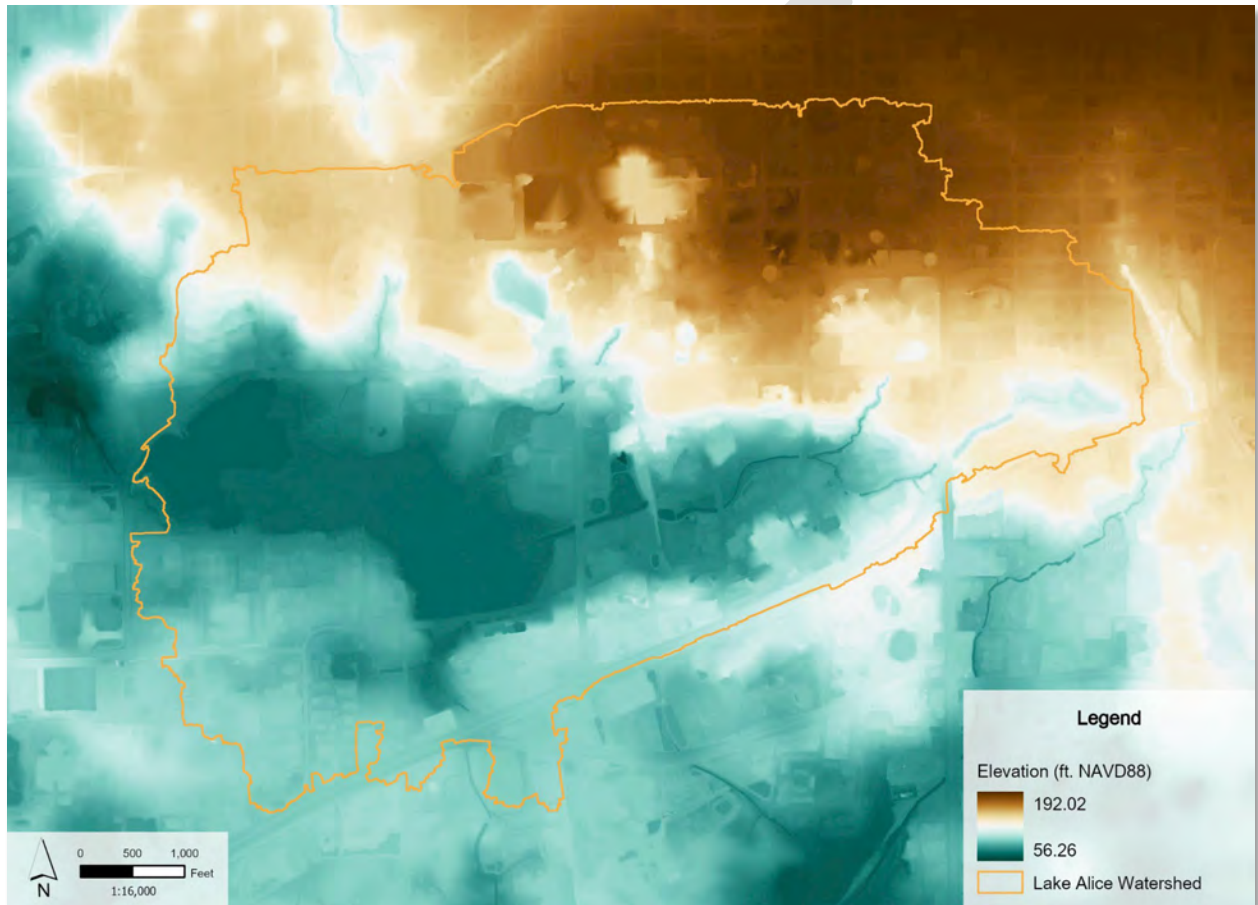 Legend
Elevation (ft. NAVD88)
192.02
56.26
Lake Alice Watershed
N
0 500 1,000
Feet
1:16,000